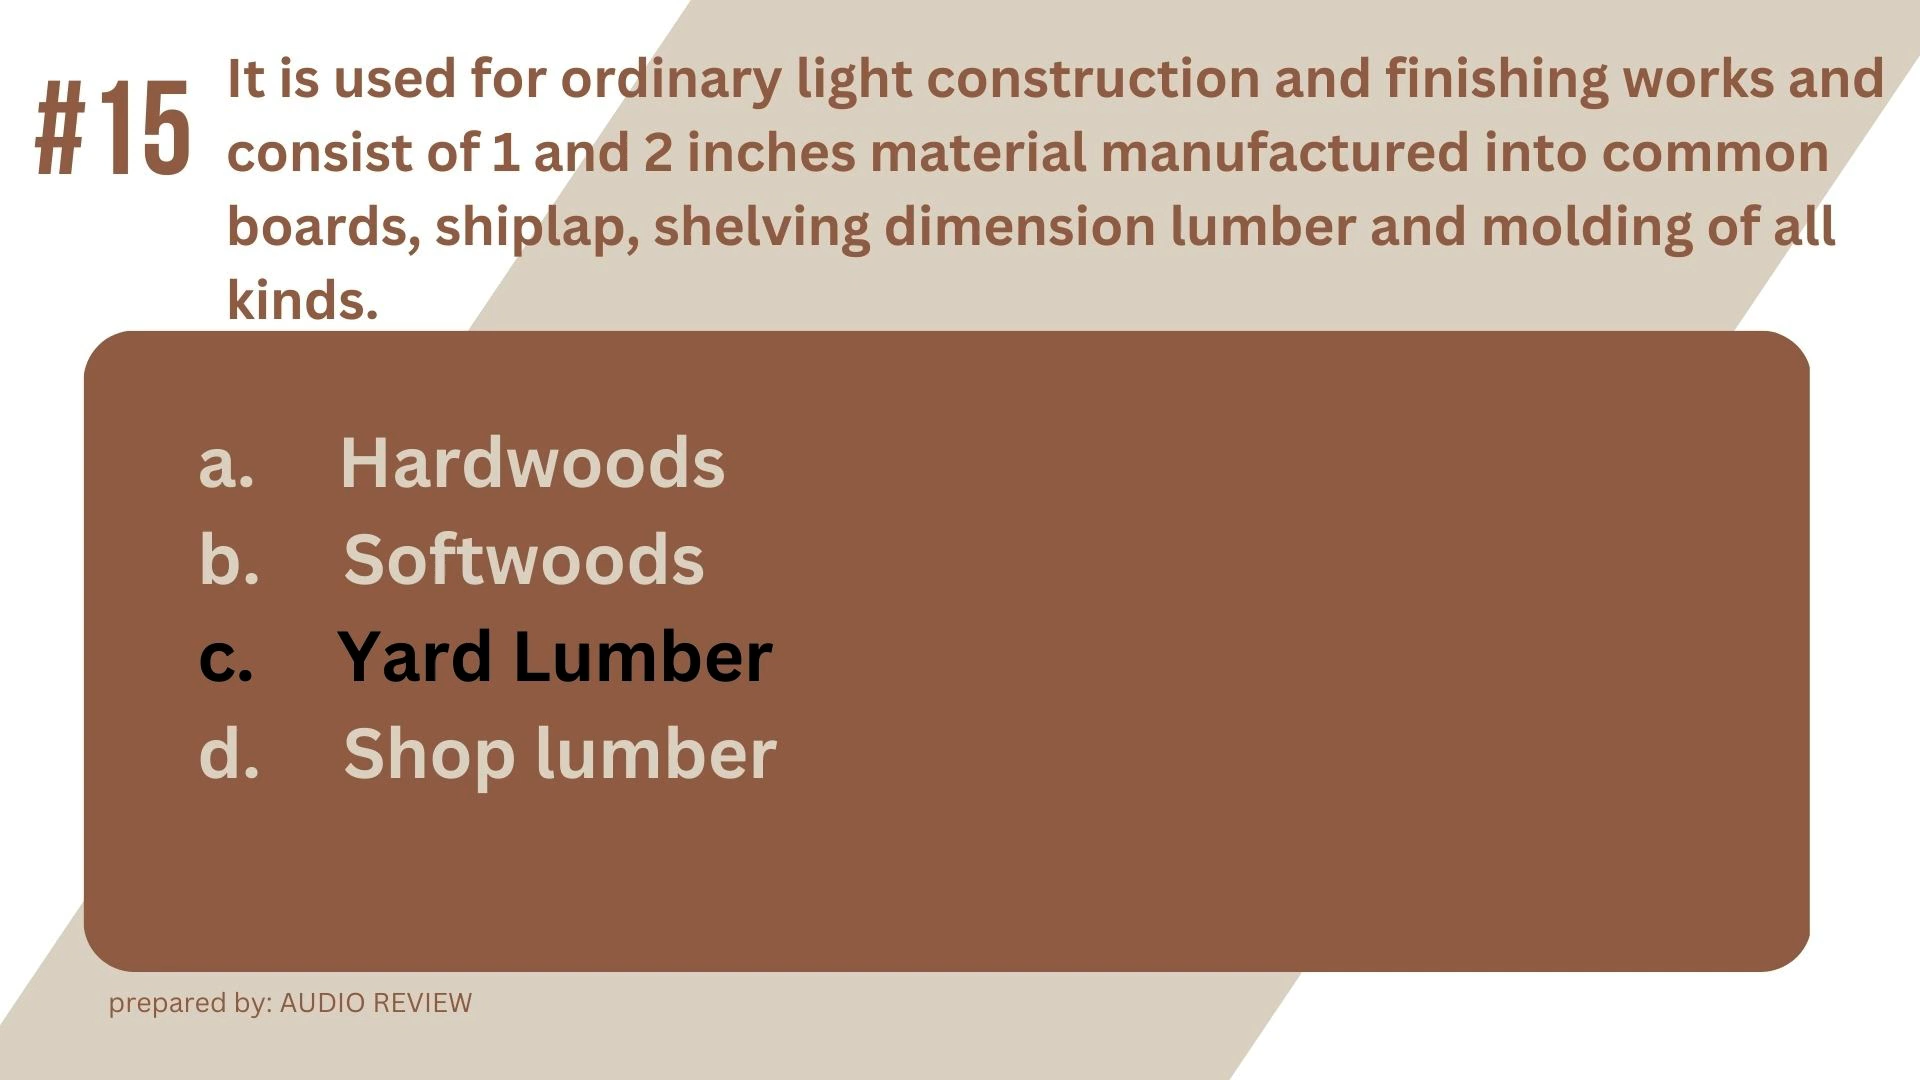 #15
It is used for ordinary light construction and finishing works and
consist of 1 and 2 inches material manufactured into common
boards, shiplap, shelving dimension lumber and molding of all
kinds.
a. Hardwoods
b. Softwoods
c. Yard Lumber
d. Shop lumber
prepared by: AUDIO REVIEW